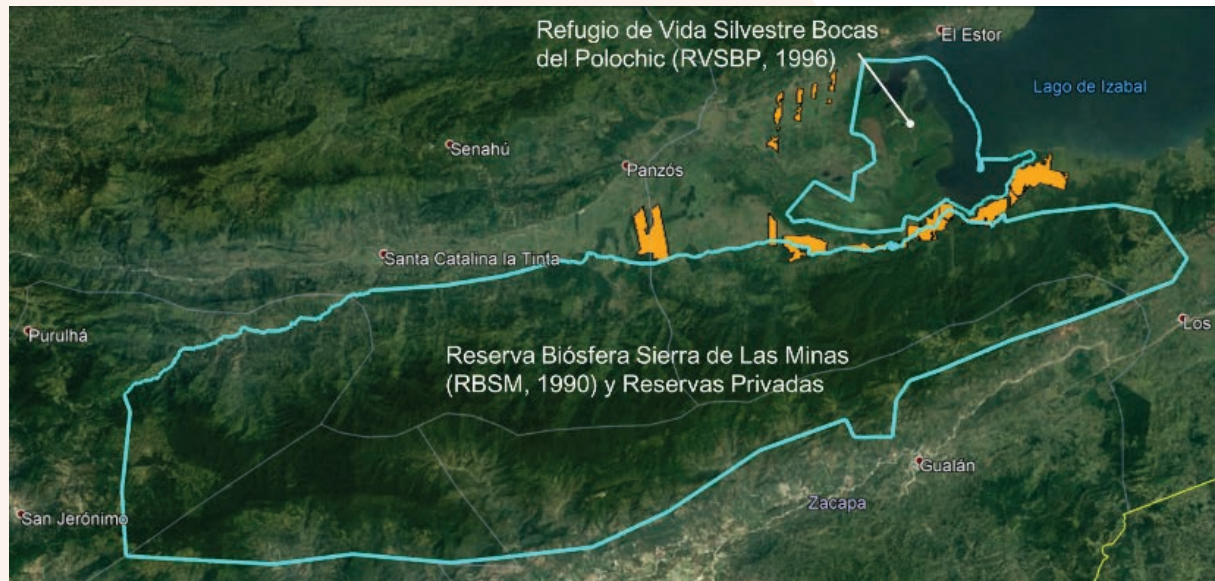 Refugio de Vida Silvestre Bocas
del Polochic (RVSBP, 1996)
El Estor
Lago de Izabal
Senahú
Panzós
Santa Catalina la Tinta
Purulhá
Los
Reserva Biósfera Sierra de Las Minas
(RBSM, 1990) y Reservas Privadas
Gualán
Zacapa
San Jerónimo